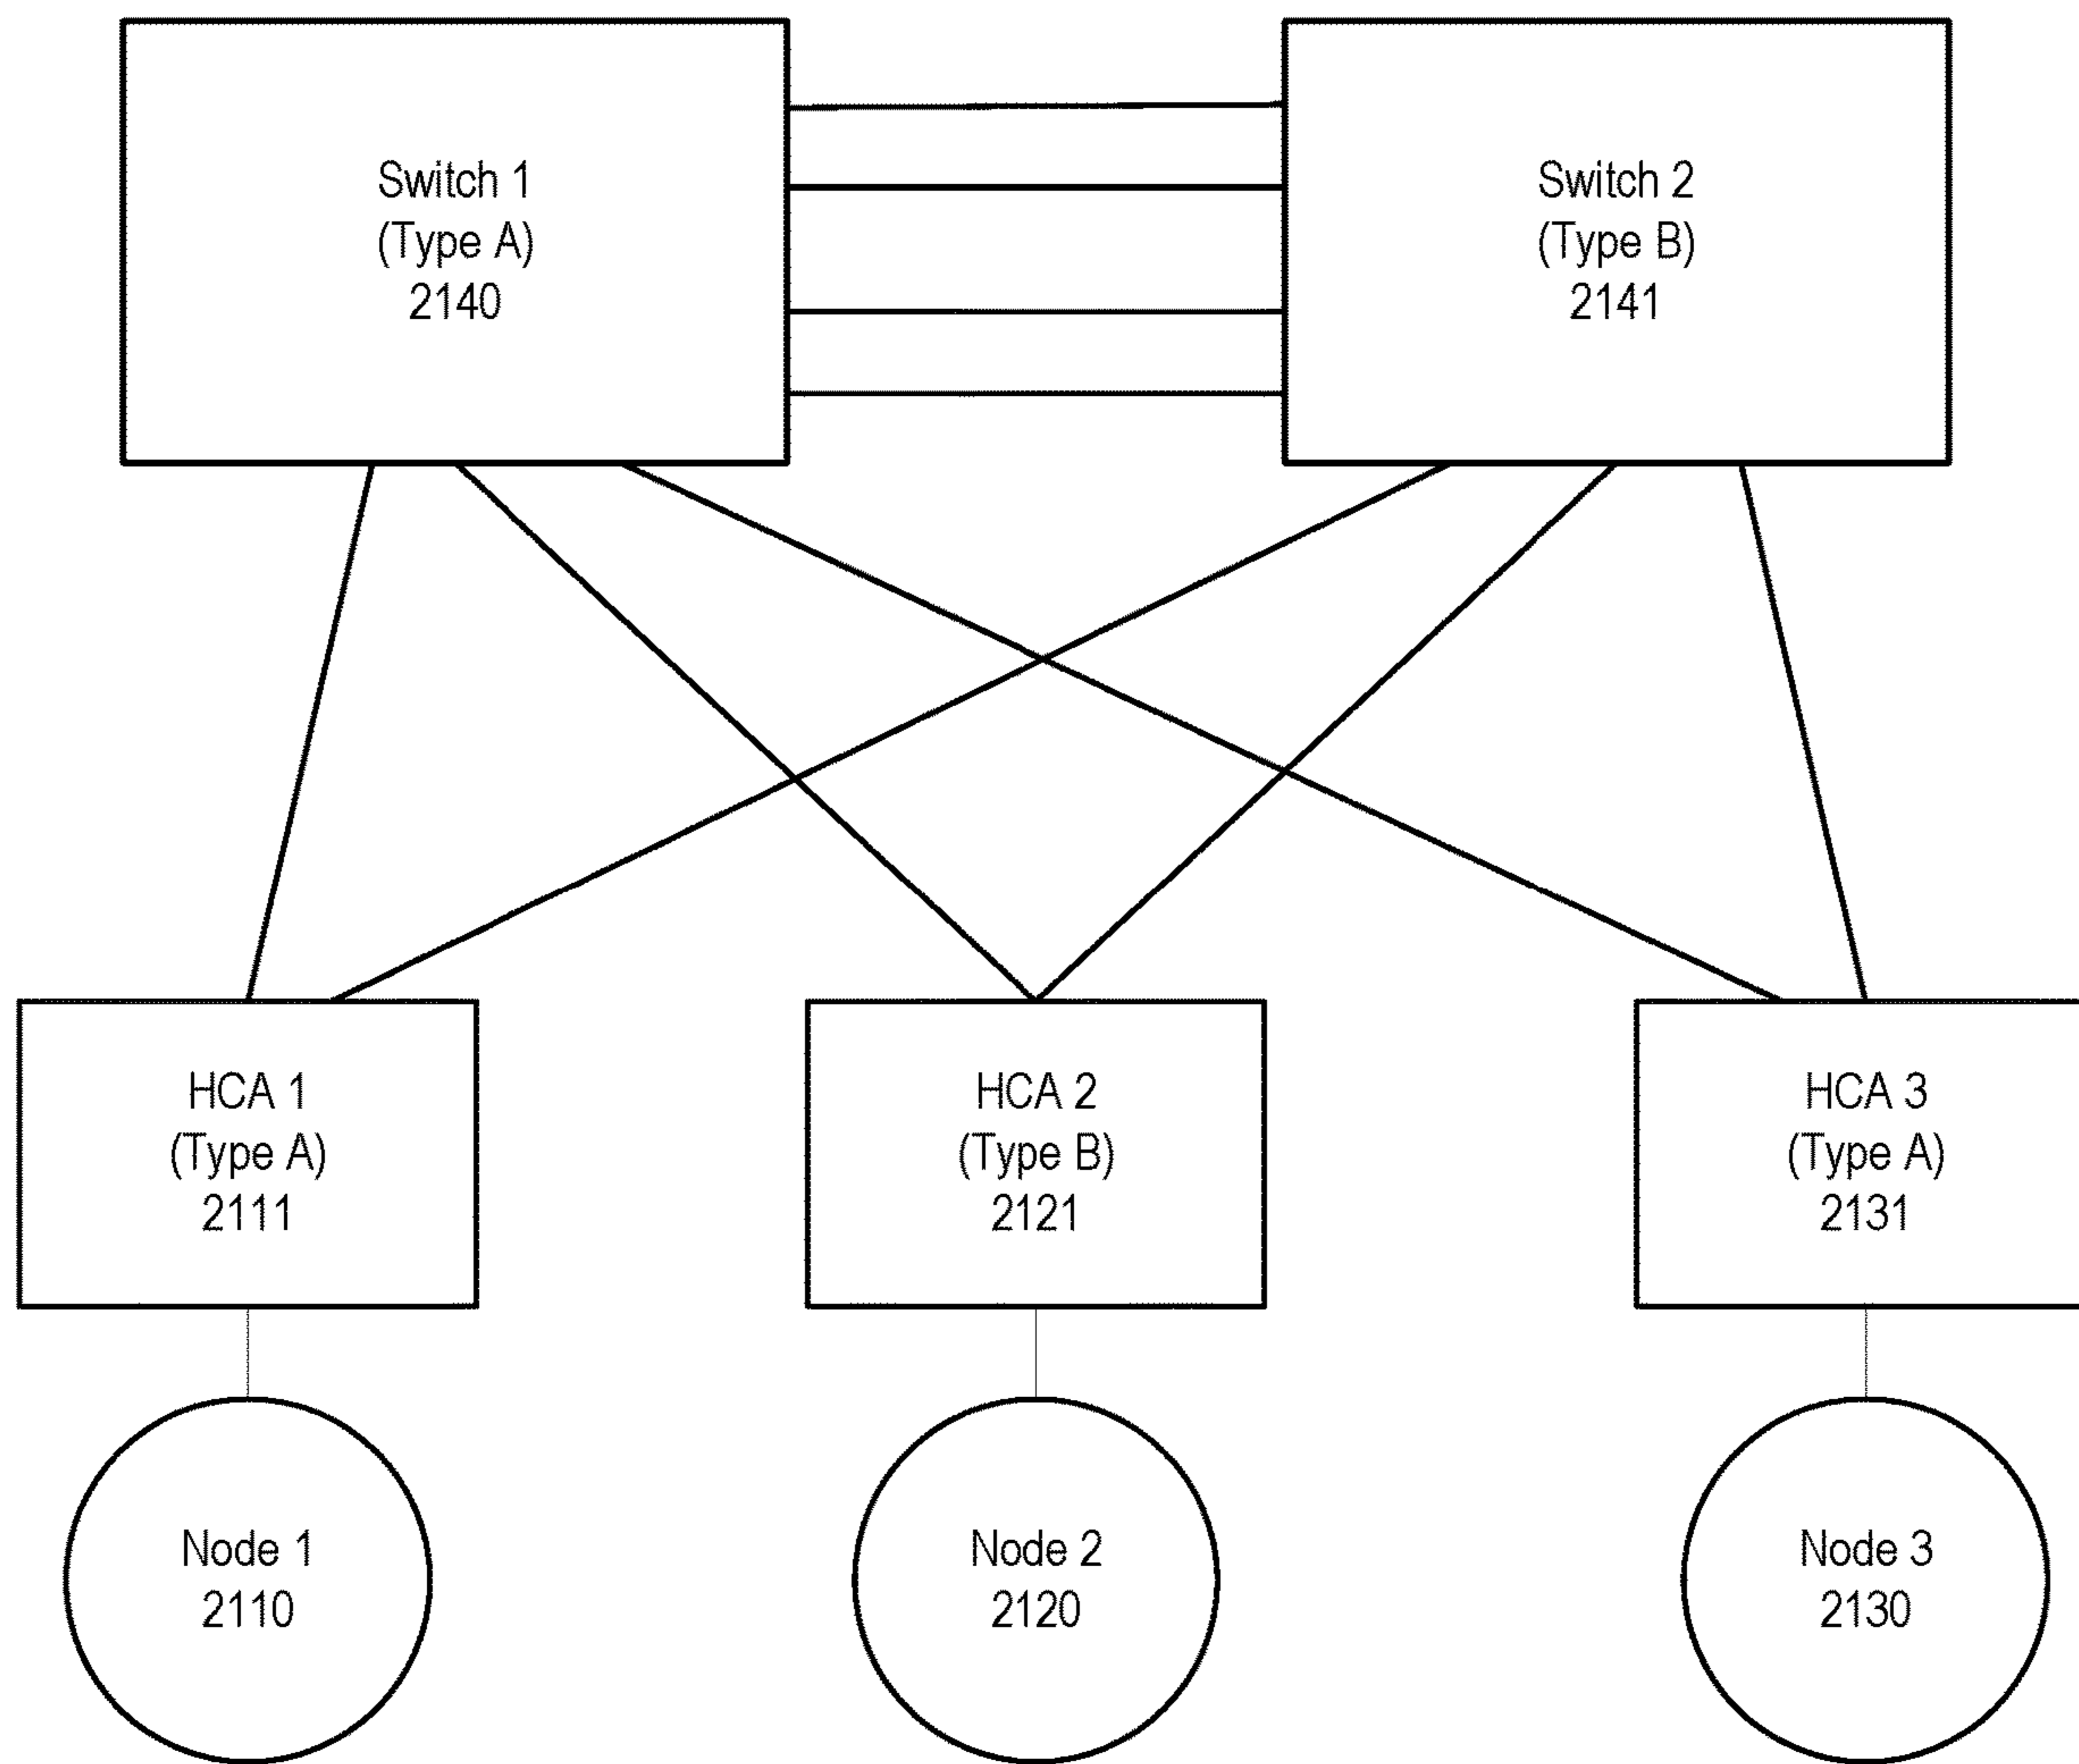 Switch 1
(Type A)
2140
Switch 2
(Type B)
2141
HCA 1
(Type A)
2111
HCA 2
(Type B)
2121
HCA 3
(Type A)
2131
Node 1
2110
Node 2
2120
Node 3
2130